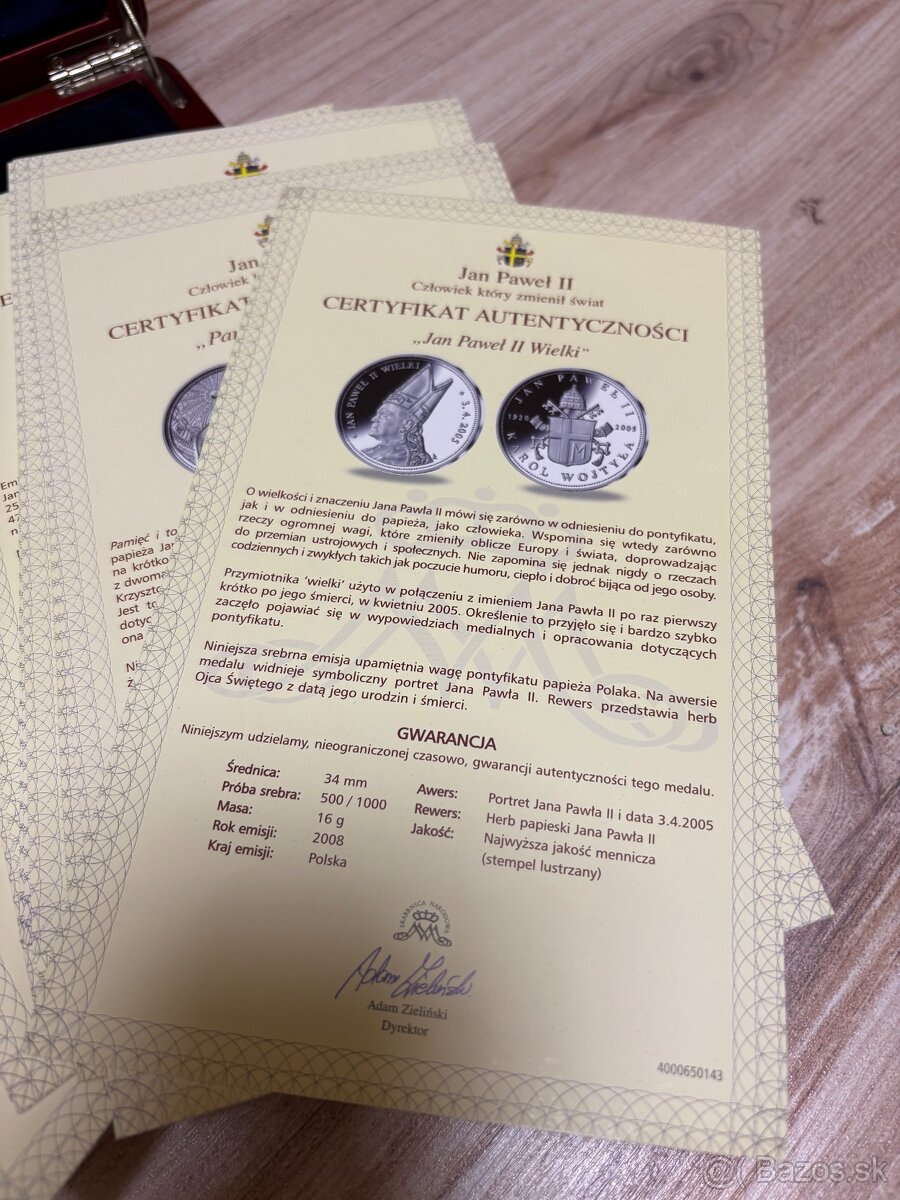 Jan Paweł II
Człowiek który zmienił świat
CERTYFIKAT AUTENTYCZNOŚCI
„Jan Paweł II Wielki”
JAN PAWEŁ II WIELKI
3.4.2005
JAN PAWEŁ II
1920
2005
KAROL WOJTYŁA
O wielkości i znaczeniu Jana Pawła II mówi się zarówno w odniesieniu do pontyfikatu,
jak i w odniesieniu do papieża, jako człowieka. Wspomina się wtedy zarówno
rzeczy ogromnej wagi, które zmieniły oblicze Europy i świata, doprowadzając
do przemian ustrojowych i społecznych. Nie zapomina się jednak nigdy o rzeczach
codziennych i zwykłych takich jak poczucie humoru, ciepło i dobroć bijąca od jego osoby.
Przymiotnika ‘wielki’ użyto w połączeniu z imieniem Jana Pawła II po raz pierwszy
krótko po jego śmierci, w kwietniu 2005. Określenie to przyjęło się i bardzo szybko
zaczęło pojawiać się w wypowiedziach medialnych i opracowania dotyczących
pontyfikatu.
Niniejsza srebrna emisja upamiętnia wagę pontyfikatu papieża Polaka. Na awersie
medalu widnieje symboliczny portret Jana Pawła II. Rewers przedstawia herb
Ojca Świętego z datą jego urodzin i śmierci.
GWARANCJA
Niniejszym udzielamy, nieograniczonej czasowo, gwarancji autentyczności tego medalu.
Średnica: 34 mm
Próba srebra: 500 / 1000
Masa: 16 g
Rok emisji: 2008
Kraj emisji: Polska
Awers: Portret Jana Pawła II i data 3.4.2005
Rewers: Herb papieski Jana Pawła II
Jakość: Najwyższa jakość mennicza
(stempel lustrzany)
SKARBNICA NARODOWA
Adam Zieliński
Adam Zieliński
Dyrektor
4000650143
Jan
Człowiek
CERTYFIKAT
„Pa
Pamięć i to
papieża Jan
na krótko
z dwoma
Krzyszto
Jest to
dotyc
ona
Em
Jan
25
47
Bazos.sk